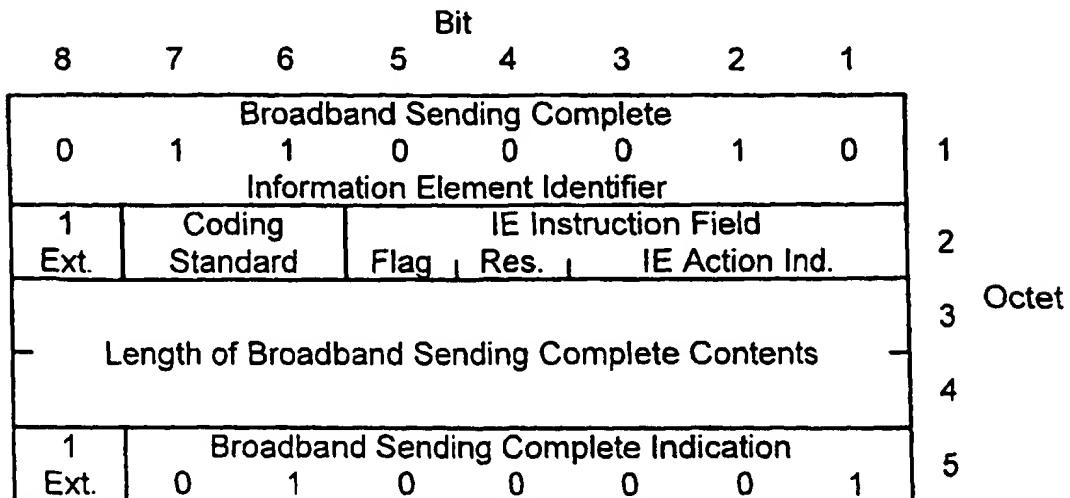 Bit
8 7 6 5 4 3 2 1
Broadband Sending Complete
0 1 1 0 0 0 1 0 1
Information Element Identifier
1 Coding IE Instruction Field
2
Ext. Standard Flag Res. IE Action Ind.
3 Octet
Length of Broadband Sending Complete Contents
4
1 Broadband Sending Complete Indication
5
Ext. 0 1 0 0 0 0 1